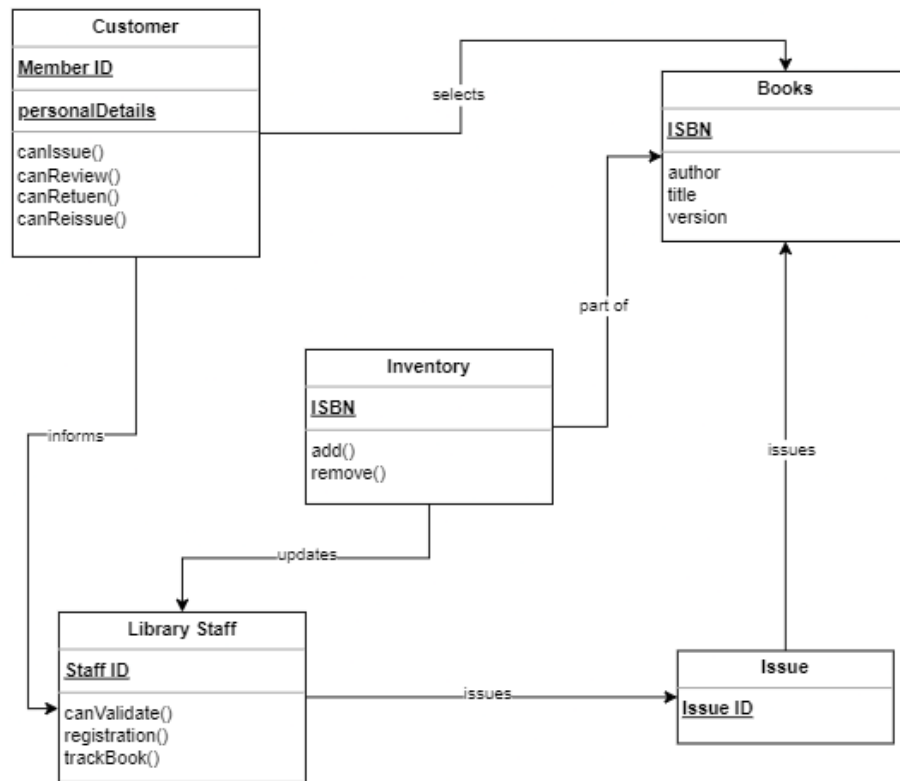 Customer
Member ID
personalDetails
canIssue()
canReview()
canRetuen()
canReissue()
selects
Books
ISBN
author
title
version
part of
Inventory
ISBN
add()
remove()
informs
issues
updates
Library Staff
Staff ID
canValidate()
registration()
trackBook()
issues
Issue
Issue ID